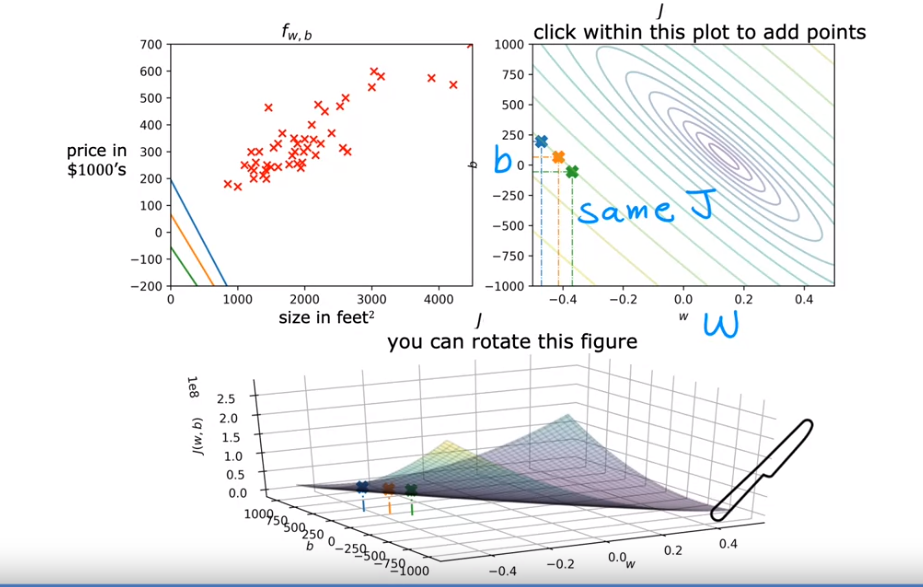 f w,b
700
600
500
400
300
200
100
0
−100
−200
price in
$1000's
0 1000 2000 3000 4000
size in feet²
J
click within this plot to add points
1000
750
500
250
0
−250
−500
−750
−1000
b
b
same J
−0.4 −0.2 0.0 0.2 0.4
w
W
J
you can rotate this figure
1e8
J(w,b)
2.5
2.0
1.5
1.0
0.5
0.0
1000 750 500 250 0 −250 −500 −750 −1000
b
−0.4 −0.2 0.0 0.2 0.4
w